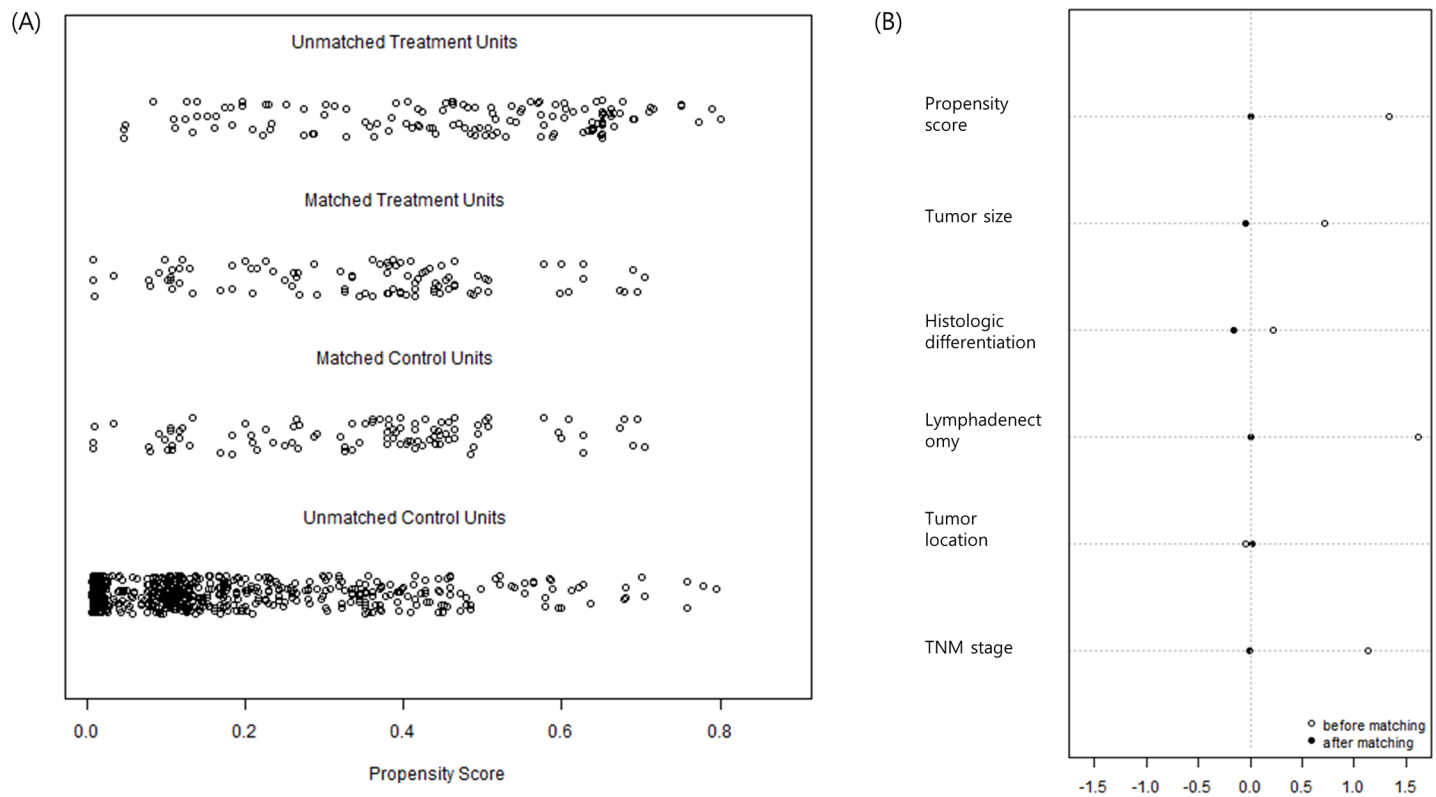 (A)
Unmatched Treatment Units
Matched Treatment Units
Matched Control Units
Unmatched Control Units
0.0 0.2 0.4 0.6 0.8
Propensity Score
(B)
Propensity
score
Tumor size
Histologic
differentiation
Lymphadenect
omy
Tumor
location
TNM stage
before matching
after matching
-1.5 -1.0 -0.5 0.0 0.5 1.0 1.5